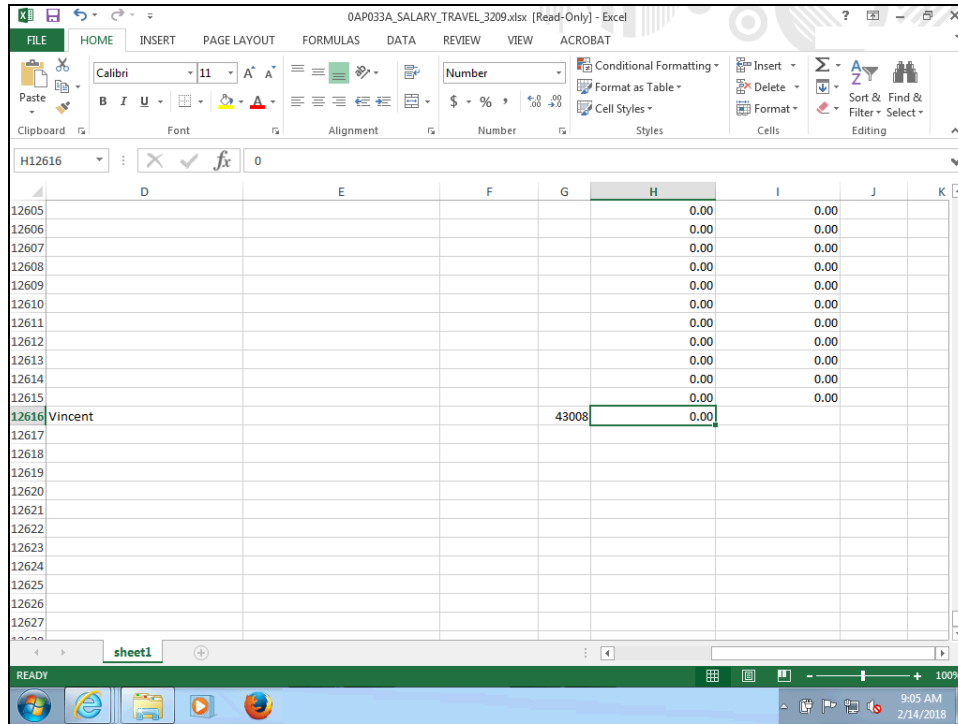 0AP033A_SALARY_TRAVEL_3209.xlsx [Read-Only] - Excel
FILE HOME INSERT PAGE LAYOUT FORMULAS DATA REVIEW VIEW ACROBAT
Calibri 11 Number Conditional Formatting Insert
Format as Table Delete
Paste B I U A $ % , Cell Styles Format Sort & Find &
Filter Select
Clipboard Font Alignment Number Styles Cells Editing
H12616 fx 0
D E F G H I J K
12605 0.00 0.00
12606 0.00 0.00
12607 0.00 0.00
12608 0.00 0.00
12609 0.00 0.00
12610 0.00 0.00
12611 0.00 0.00
12612 0.00 0.00
12613 0.00 0.00
12614 0.00 0.00
12615 0.00 0.00
12616 Vincent 43008 0.00
12617
12618
12619
12620
12621
12622
12623
12624
12625
12626
12627
sheet1
READY 100%
9:05 AM
2/14/2018